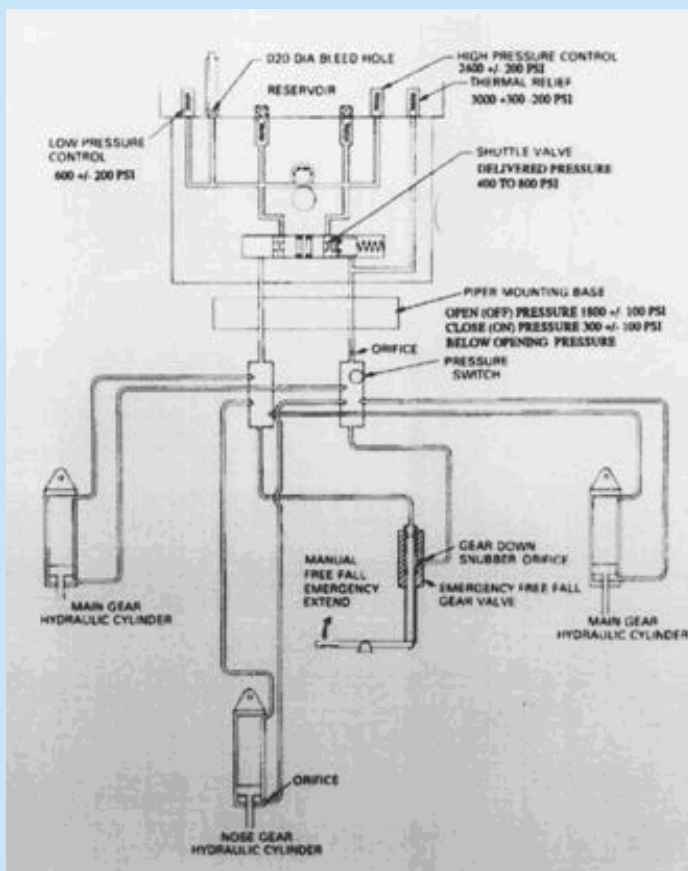 D20 DIA BLEED HOLE
HIGH PRESSURE CONTROL
2400 +/- 200 PSI
RESERVOIR
THERMAL RELIEF
3000 +300 -200 PSI
LOW PRESSURE
CONTROL
600 +/- 200 PSI
SHUTTLE VALVE
DELIVERED PRESSURE
400 TO 800 PSI
PIPER MOUNTING BASE
OPEN (OFF) PRESSURE 1800 +/- 100 PSI
CLOSE (ON) PRESSURE 300 +/- 100 PSI
BELOW OPENING PRESSURE
ORIFICE
PRESSURE
SWITCH
MANUAL
FREE FALL
EMERGENCY
EXTEND
GEAR DOWN
SNUBBER ORIFICE
EMERGENCY FREE FALL
GEAR VALVE
MAIN GEAR
HYDRAULIC CYLINDER
MAIN GEAR
HYDRAULIC CYLINDER
ORIFICE
NOSE GEAR
HYDRAULIC CYLINDER